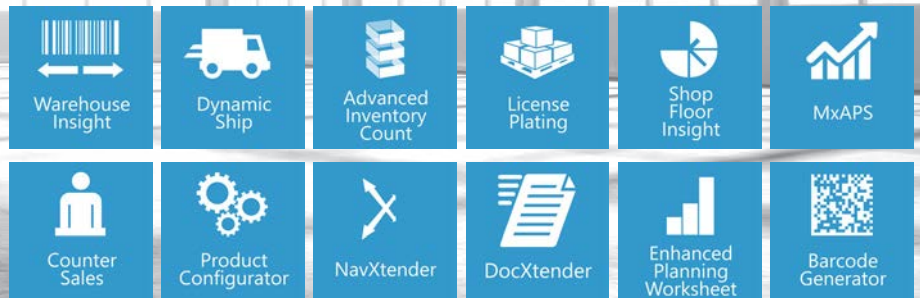 Warehouse
Insight
Dynamic
Ship
Advanced
Inventory
Count
License
Plating
Shop
Floor
Insight
MxAPS
Counter
Sales
Product
Configurator
NavXtender
DocXtender
Enhanced
Planning
Worksheet
Barcode
Generator